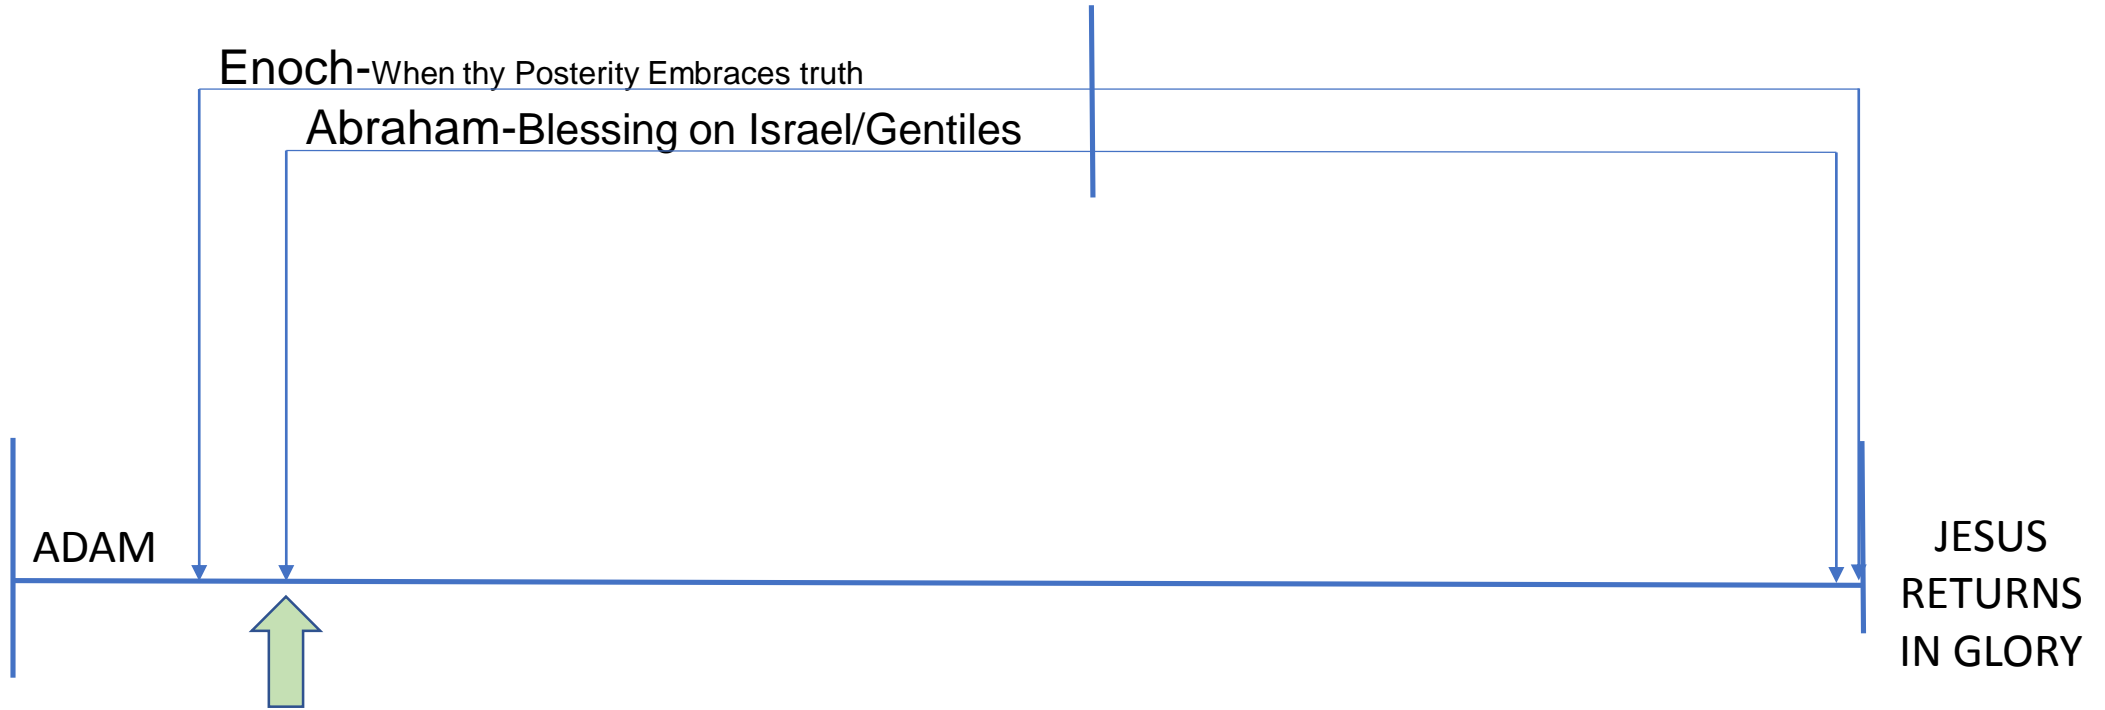 Enoch-When thy Posterity Embraces truth
Abraham-Blessing on Israel/Gentiles
ADAM
JESUS
RETURNS
IN GLORY